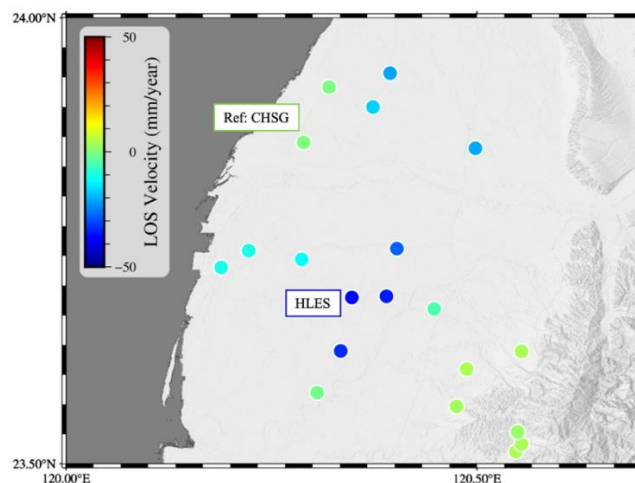 24.00°N
50
0
−50
LOS Velocity (mm/year)
Ref: CHSG
HLES
23.50°N
120.00°E
120.50°E